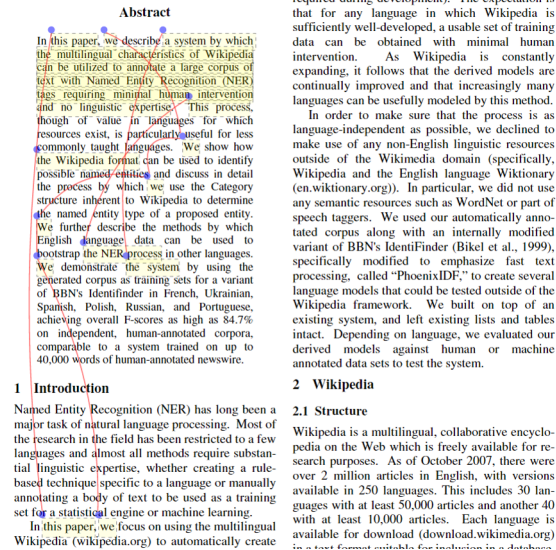 Abstract
In this paper, we describe a system by which
the multilingual characteristics of Wikipedia
can be utilized to annotate a large corpus of
text with Named Entity Recognition (NER)
tags requiring minimal human intervention
and no linguistic expertise. This process,
though of value in languages for which
resources exist, is particularly useful for less
commonly taught languages. We show how
the Wikipedia format can be used to identify
possible named entities and discuss in detail
the process by which we use the Category
structure inherent to Wikipedia to determine
the named entity type of a proposed entity.
We further describe the methods by which
English language data can be used to
bootstrap the NER process in other languages.
We demonstrate the system by using the
generated corpus as training sets for a variant
of BBN's Identifinder in French, Ukrainian,
Spanish, Polish, Russian, and Portuguese,
achieving overall F-scores as high as 84.7%
on independent, human-annotated corpora,
comparable to a system trained on up to
40,000 words of human-annotated newswire.
1 Introduction
Named Entity Recognition (NER) has long been a
major task of natural language processing. Most of
the research in the field has been restricted to a few
languages and almost all methods require substan-
tial linguistic expertise, whether creating a rule-
based technique specific to a language or manually
annotating a body of text to be used as a training
set for a statistical engine or machine learning.
In this paper, we focus on using the multilingual
Wikipedia (wikipedia.org) to automatically create
required during development). The expectation is
that for any language in which Wikipedia is
sufficiently well-developed, a usable set of training
data can be obtained with minimal human
intervention. As Wikipedia is constantly
expanding, it follows that the derived models are
continually improved and that increasingly many
languages can be usefully modeled by this method.
In order to make sure that the process is as
language-independent as possible, we declined to
make use of any non-English linguistic resources
outside of the Wikimedia domain (specifically,
Wikipedia and the English language Wiktionary
(en.wiktionary.org)). In particular, we did not use
any semantic resources such as WordNet or part of
speech taggers. We used our automatically anno-
tated corpus along with an internally modified
variant of BBN's IdentiFinder (Bikel et al., 1999),
specifically modified to emphasize fast text
processing, called “PhoenixIDF,” to create several
language models that could be tested outside of the
Wikipedia framework. We built on top of an
existing system, and left existing lists and tables
intact. Depending on language, we evaluated our
derived models against human or machine
annotated data sets to test the system.
2 Wikipedia
2.1 Structure
Wikipedia is a multilingual, collaborative encyclo-
pedia on the Web which is freely available for re-
search purposes. As of October 2007, there were
over 2 million articles in English, with versions
available in 250 languages. This includes 30 lan-
guages with at least 50,000 articles and another 40
with at least 10,000 articles. Each language is
available for download (download.wikimedia.org)
in a text format suitable for inclusion in a database.